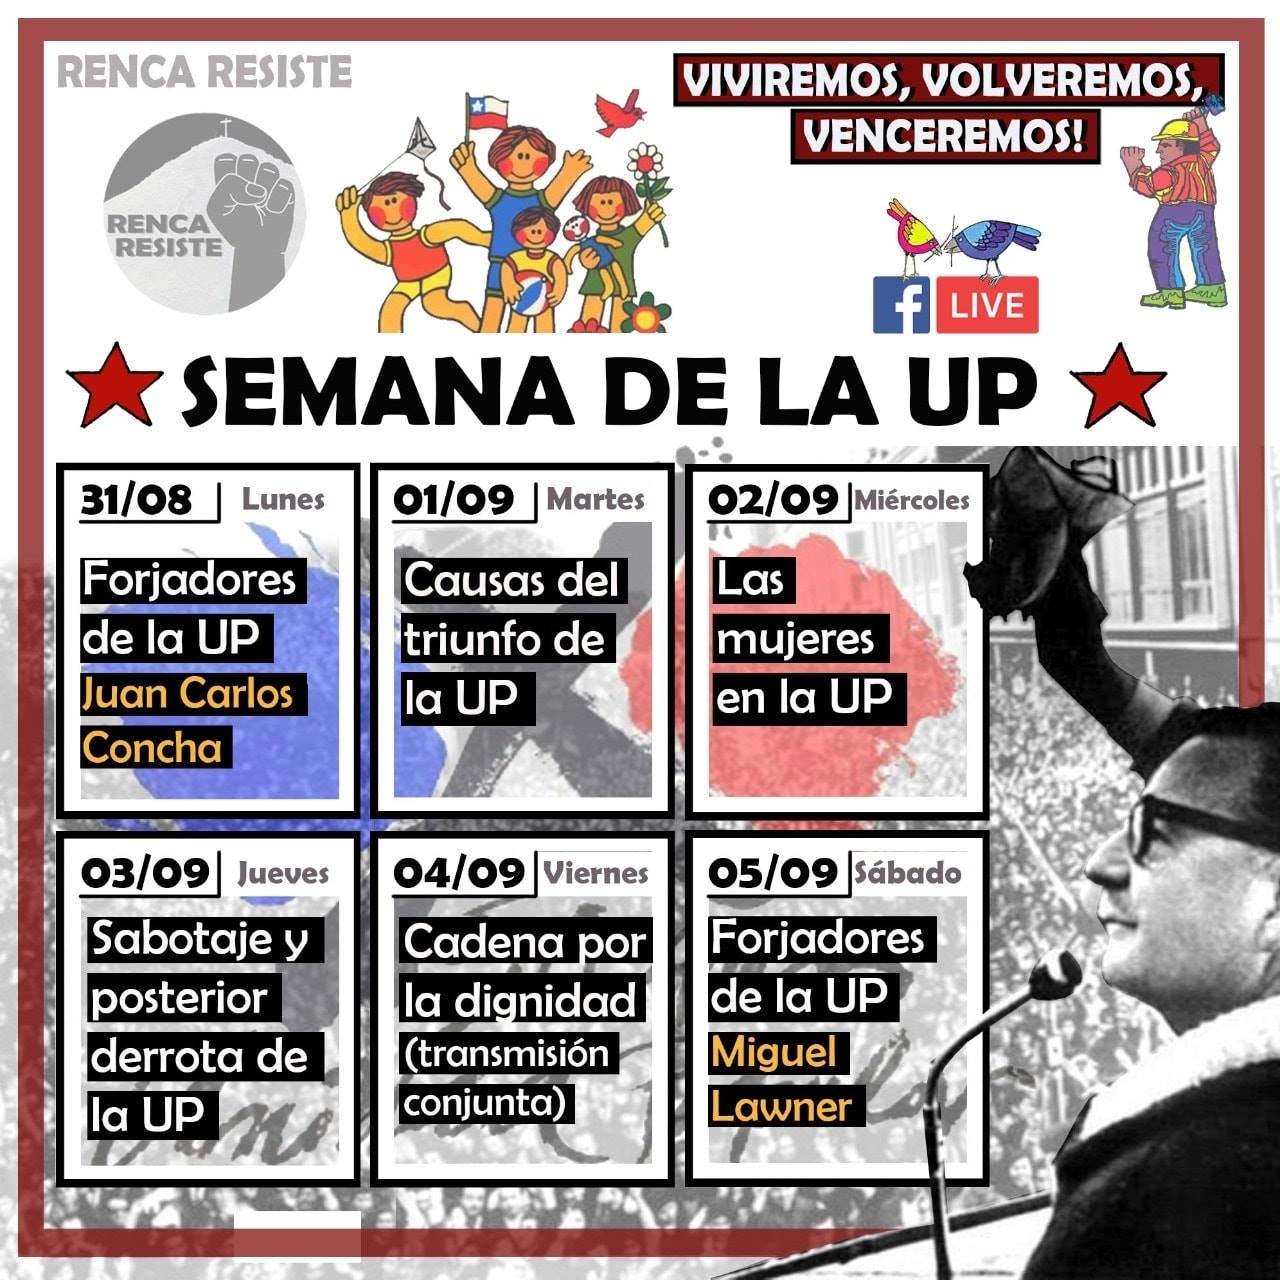 RENCA RESISTE
VIVIREMOS, VOLVEREMOS,
VENCEREMOS!
RENCA
RESISTE
f LIVE
SEMANA DE LA UP
31/08 Lunes
Forjadores
de la UP
Juan Carlos
Concha
01/09 Martes
Causas del
triunfo de
la UP
02/09 Miércoles
Las
mujeres
en la UP
03/09 Jueves
Sabotaje y
posterior
derrota de
la UP
04/09 Viernes
Cadena por
la dignidad
(transmisión
conjunta)
05/09 Sábado
Forjadores
de la UP
Miguel
Lawner